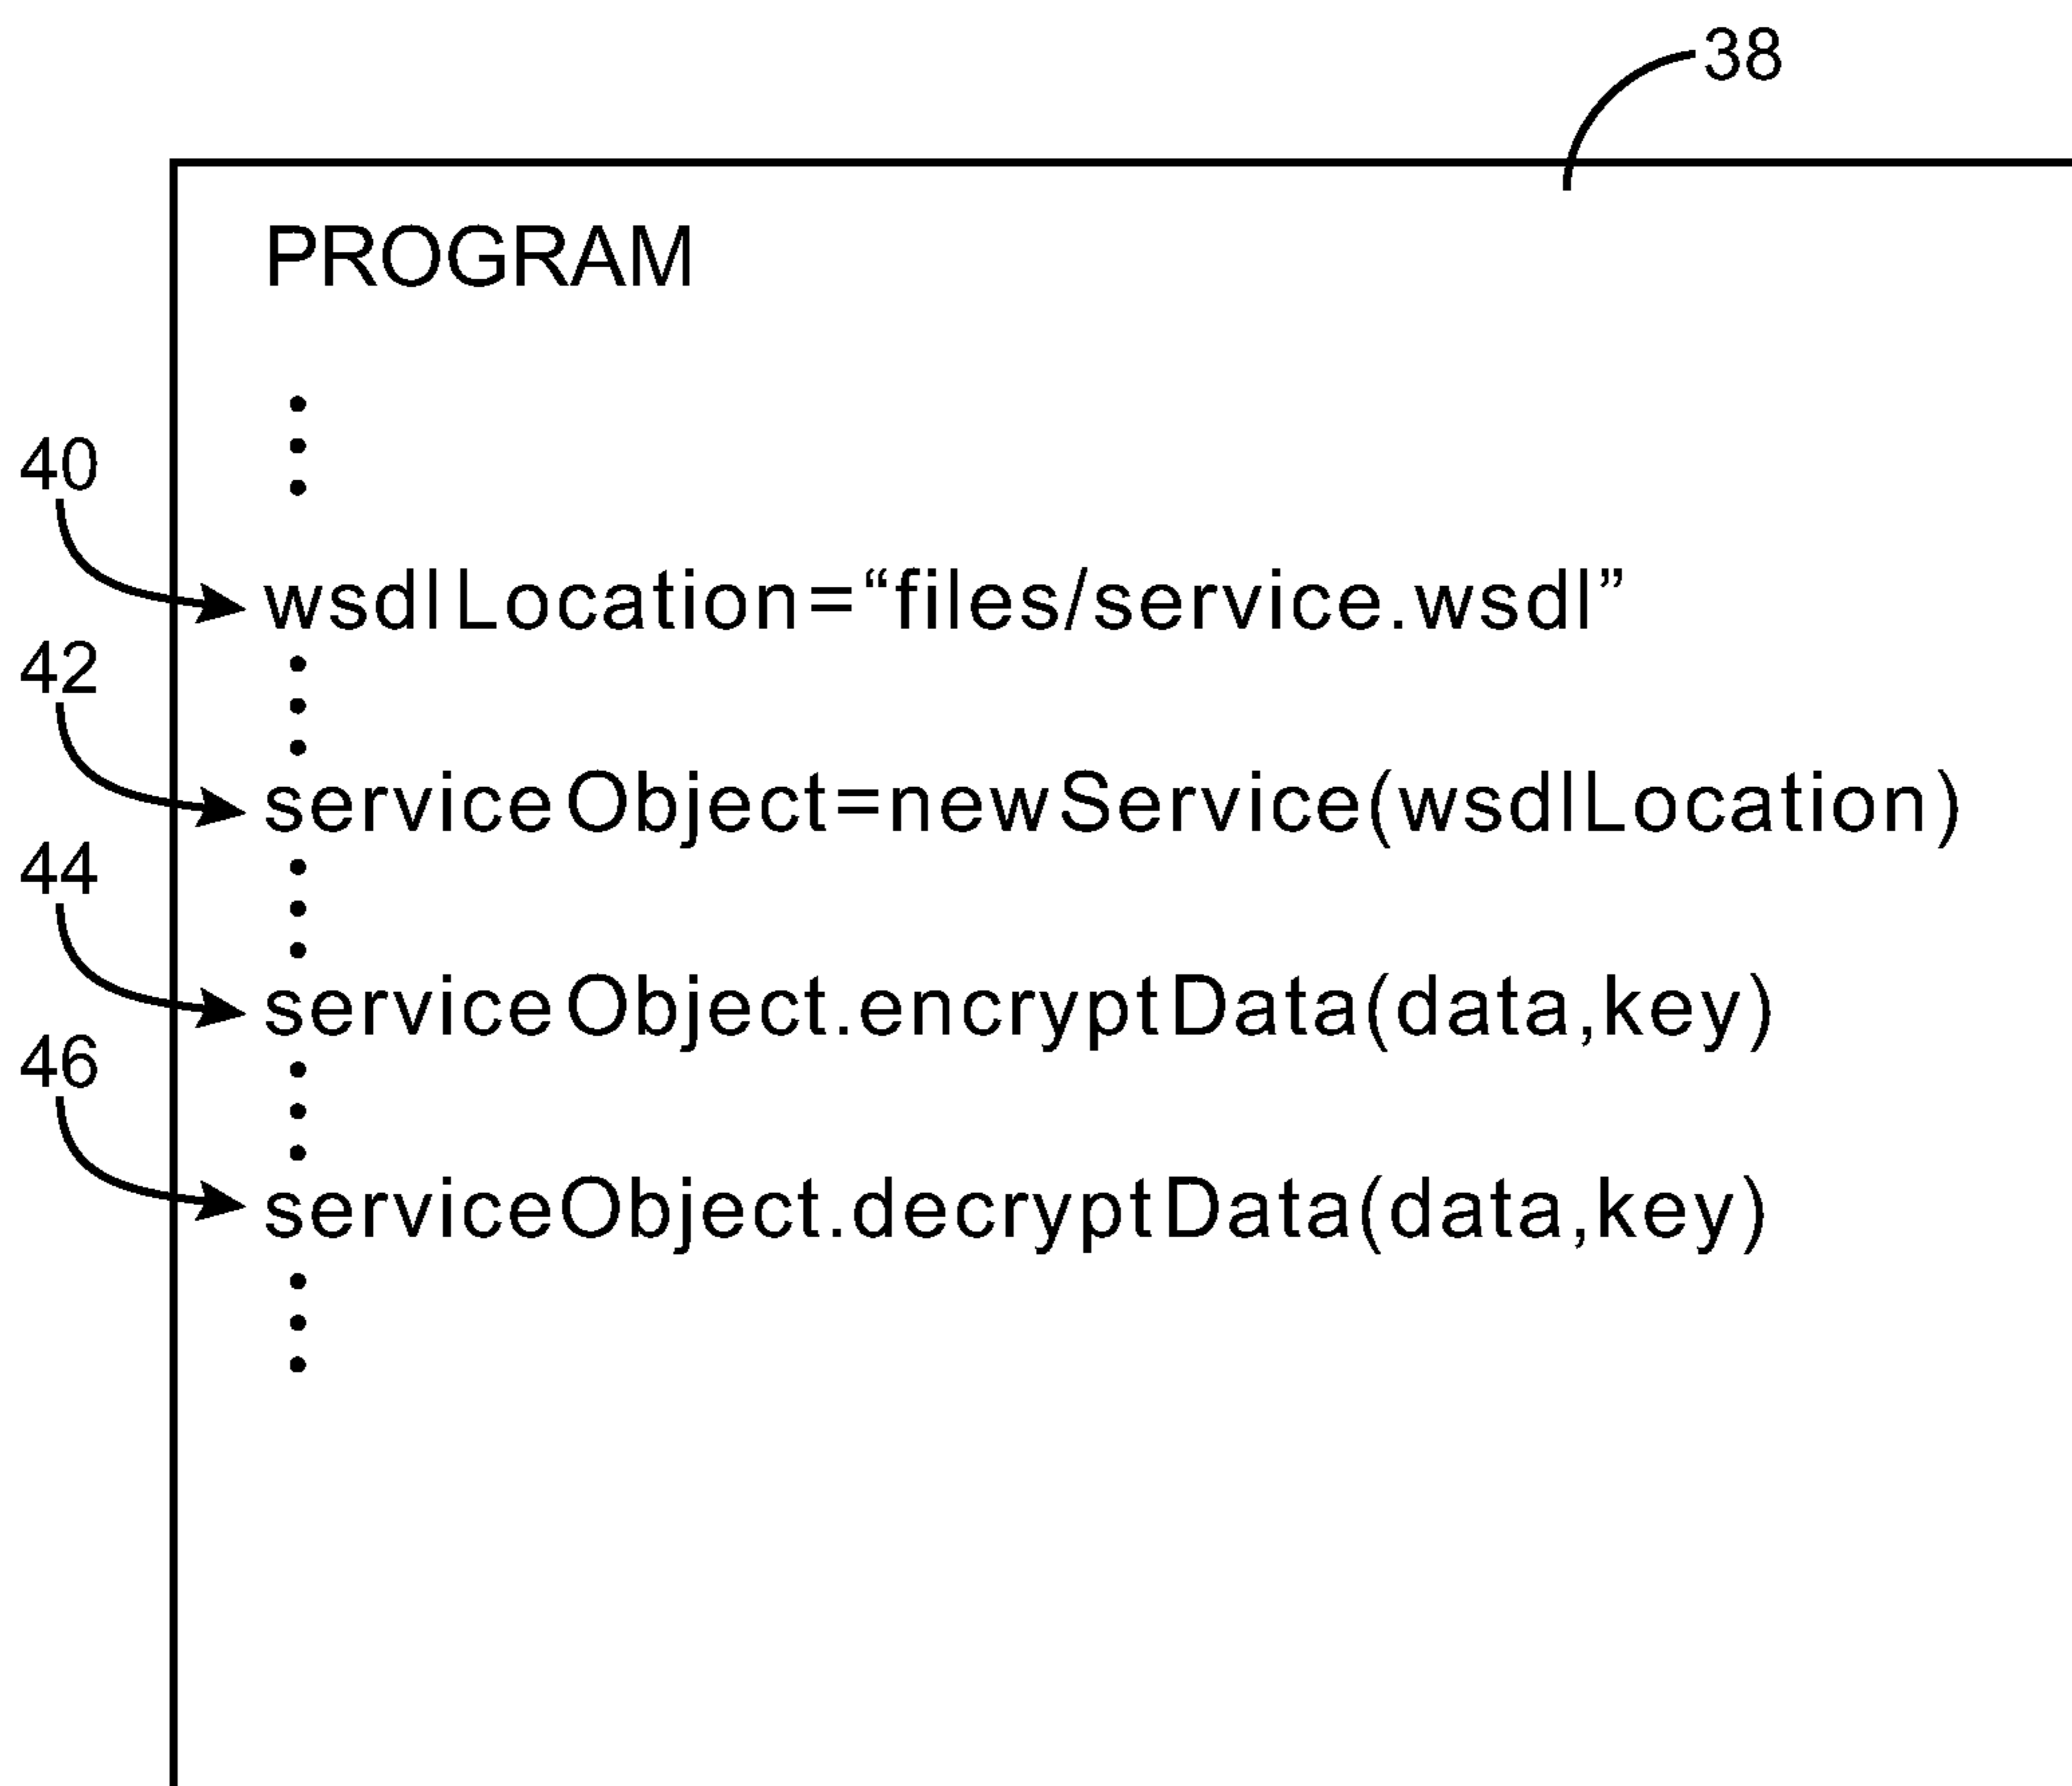 38
PROGRAM
40
wsdlLocation=“files/service.wsdl”
42
serviceObject=newService(wsdlLocation)
44
serviceObject.encryptData(data,key)
46
serviceObject.decryptData(data,key)